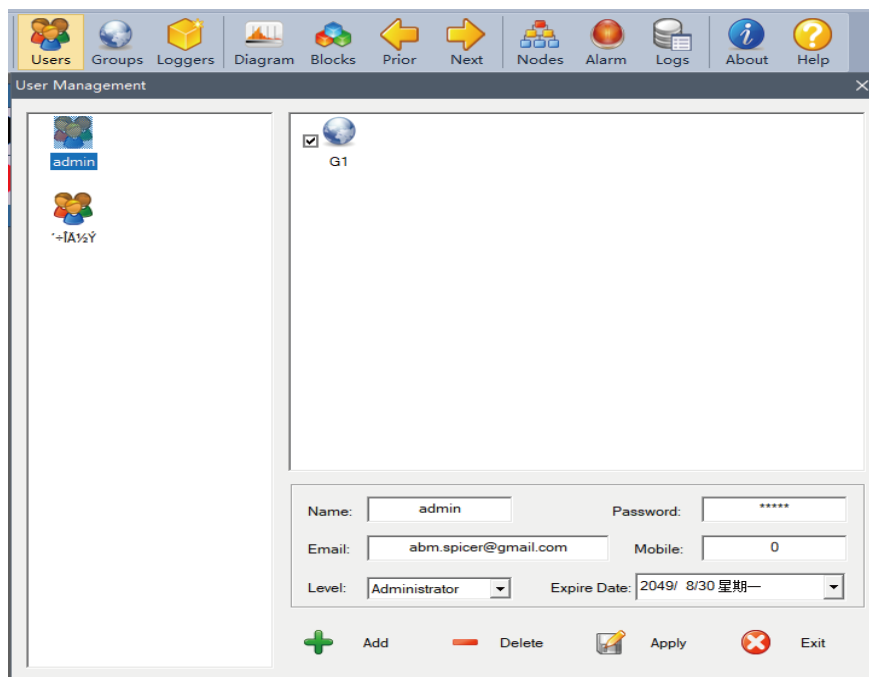 Users Groups Loggers Diagram Blocks Prior Next Nodes Alarm Logs About Help
User Management
admin
´÷ÎÄ½Ý
G1
Name: admin Password: *****
Email: abm.spicer@gmail.com Mobile: 0
Level: Administrator Expire Date: 2049/ 8/30 星期一
Add Delete Apply Exit